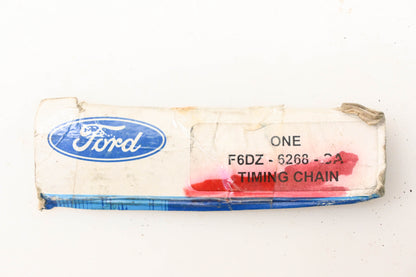 Ford
ONE
F6DZ - 6268 - CA
TIMING CHAIN